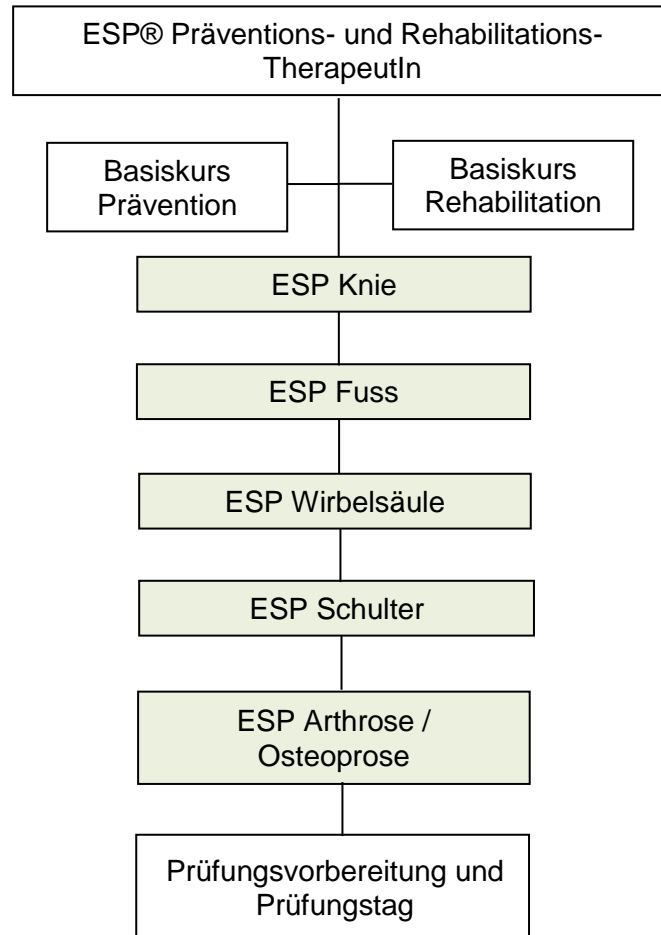 ESP® Präventions- und Rehabilitations-
TherapeutIn
Basiskurs
Prävention
Basiskurs
Rehabilitation
ESP Knie
ESP Fuss
ESP Wirbelsäule
ESP Schulter
ESP Arthrose /
Osteoprose
Prüfungsvorbereitung und
Prüfungstag